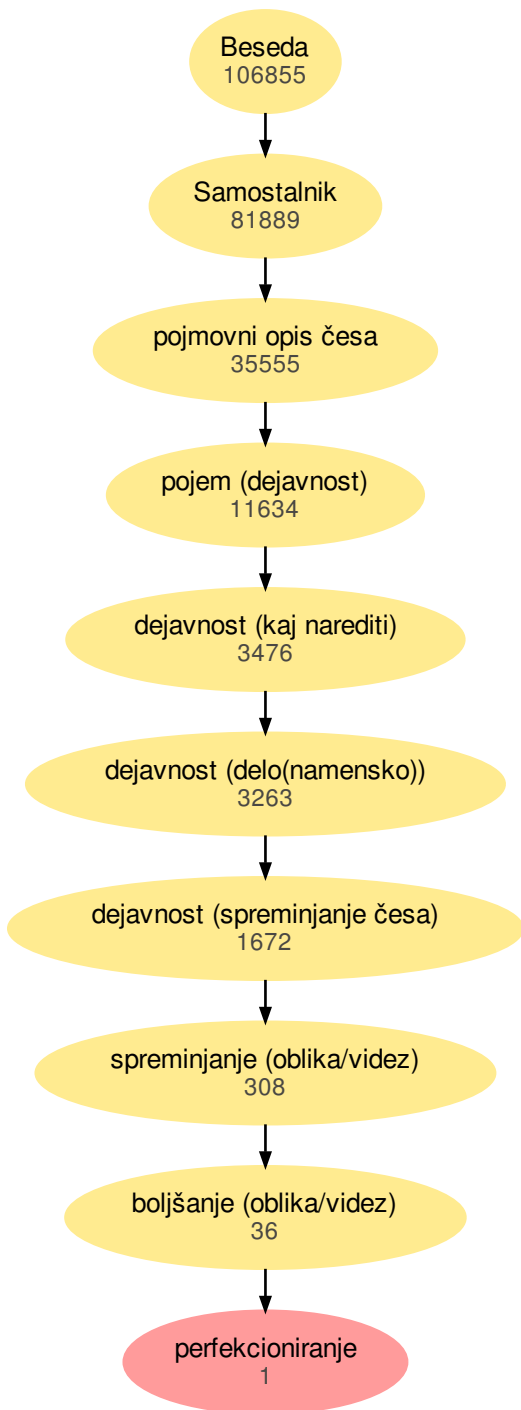 Beseda
106855
Samostalnik
81889
pojmovni opis česa
35555
pojem (dejavnost)
11634
dejavnost (kaj narediti)
3476
dejavnost (delo(namensko))
3263
dejavnost (spreminjanje česa)
1672
spreminjanje (oblika/videz)
308
boljšanje (oblika/videz)
36
perfekcioniranje
1